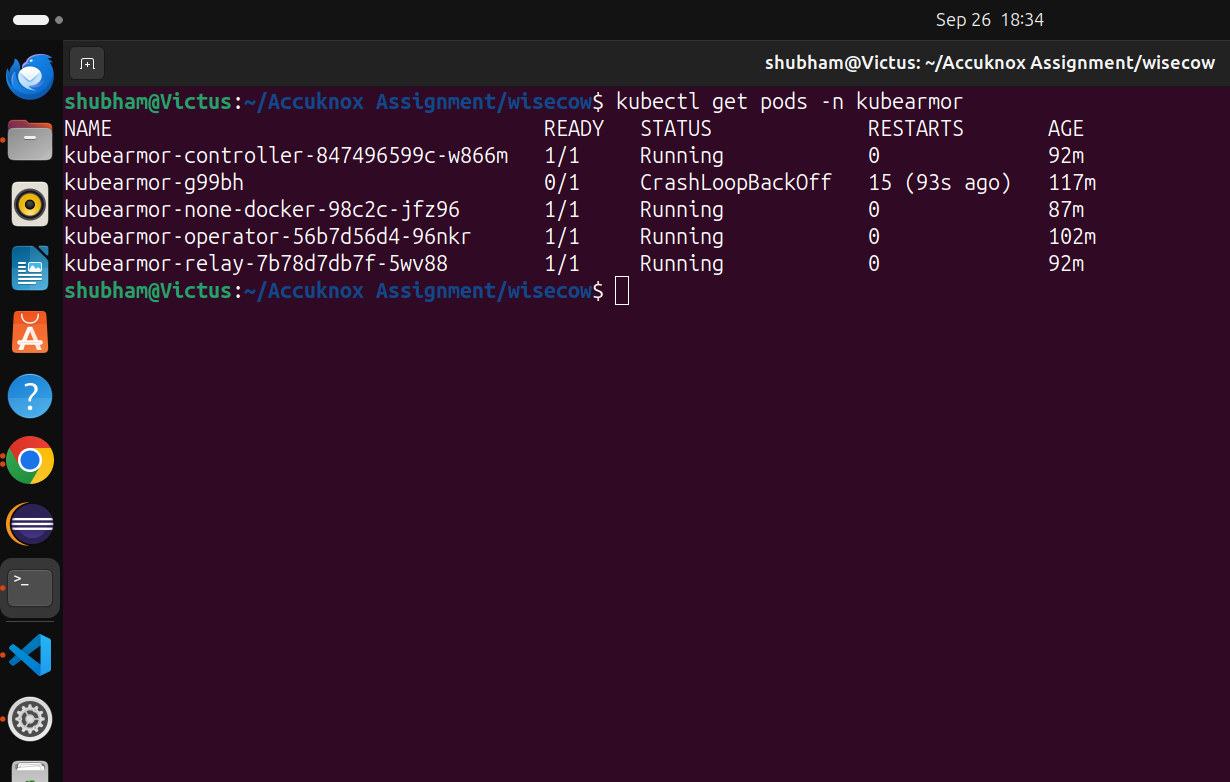 Sep 26 18:34
shubham@Victus: ~/Accuknox Assignment/wisecow
shubham@Victus:~/Accuknox Assignment/wisecow$ kubectl get pods -n kubearmor
NAME READY STATUS RESTARTS AGE
kubearmor-controller-847496599c-w866m 1/1 Running 0 92m
kubearmor-g99bh 0/1 CrashLoopBackOff 15 (93s ago) 117m
kubearmor-none-docker-98c2c-jfz96 1/1 Running 0 87m
kubearmor-operator-56b7d56d4-96nkr 1/1 Running 0 102m
kubearmor-relay-7b78d7db7f-5wv88 1/1 Running 0 92m
shubham@Victus:~/Accuknox Assignment/wisecow$